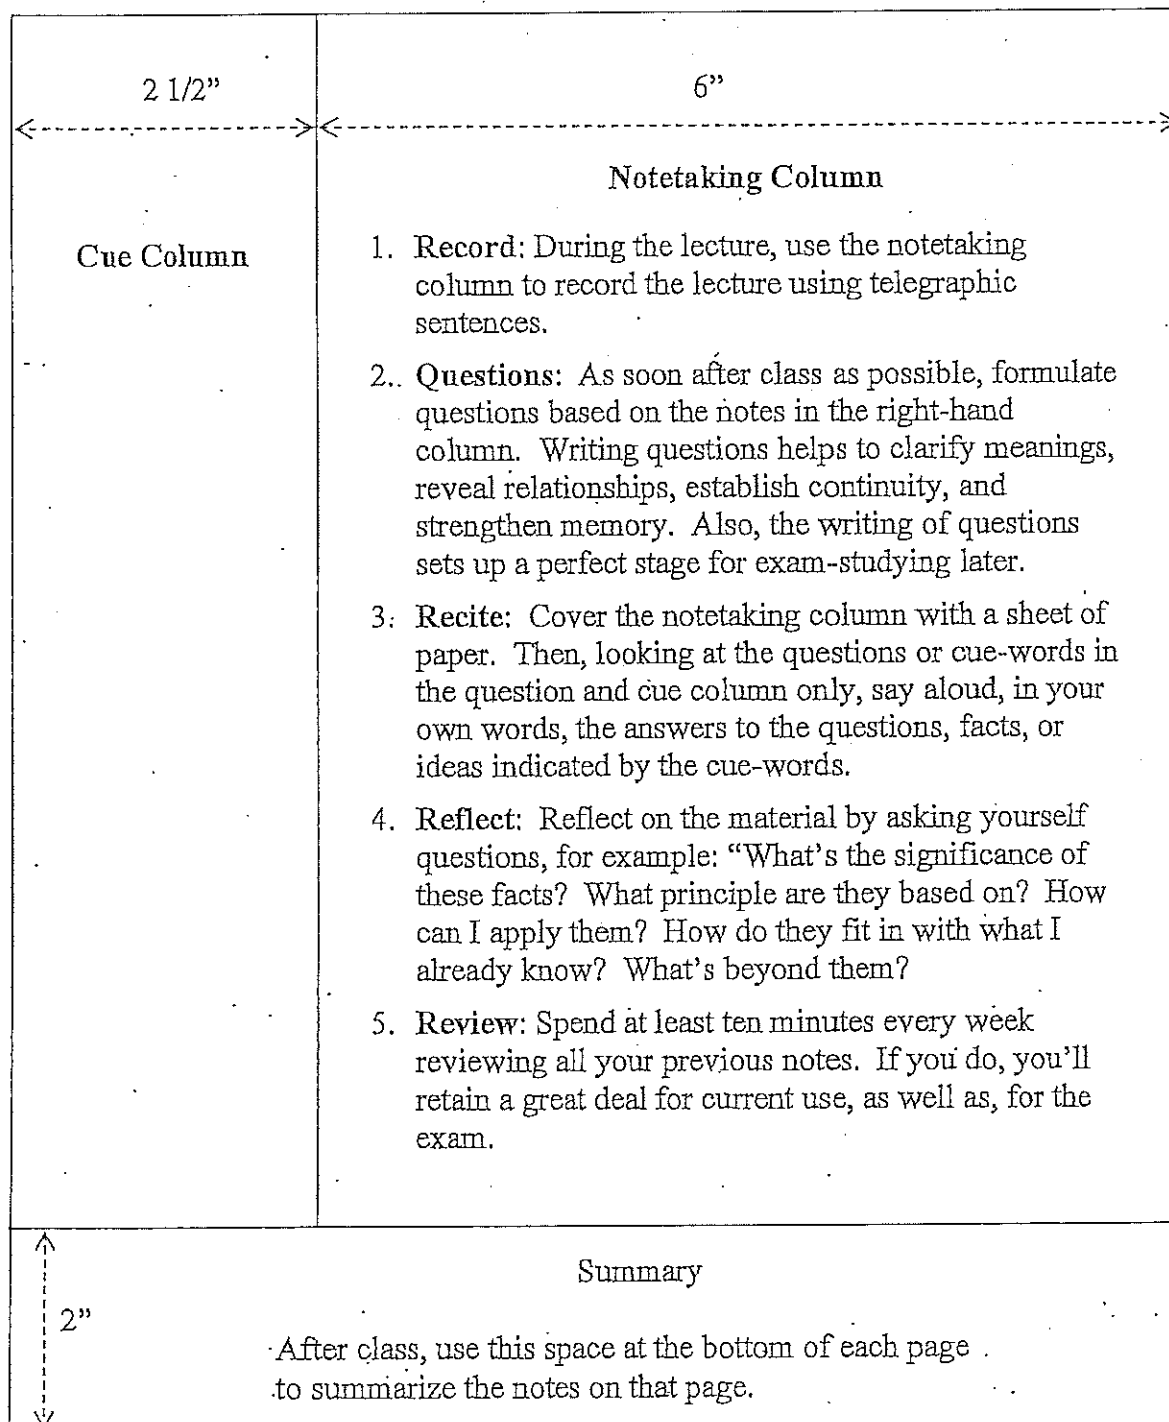 2 1/2”
6”
Notetaking Column
Cue Column
1. Record: During the lecture, use the notetaking
column to record the lecture using telegraphic
sentences.
2.. Questions: As soon after class as possible, formulate
questions based on the notes in the right-hand
column. Writing questions helps to clarify meanings,
reveal relationships, establish continuity, and
strengthen memory. Also, the writing of questions
sets up a perfect stage for exam-studying later.
3. Recite: Cover the notetaking column with a sheet of
paper. Then, looking at the questions or cue-words in
the question and cue column only, say aloud, in your
own words, the answers to the questions, facts, or
ideas indicated by the cue-words.
4. Reflect: Reflect on the material by asking yourself
questions, for example: “What’s the significance of
these facts? What principle are they based on? How
can I apply them? How do they fit in with what I
already know? What’s beyond them?
5. Review: Spend at least ten minutes every week
reviewing all your previous notes. If you do, you’ll
retain a great deal for current use, as well as, for the
exam.
Summary
2”
After class, use this space at the bottom of each page
to summarize the notes on that page.